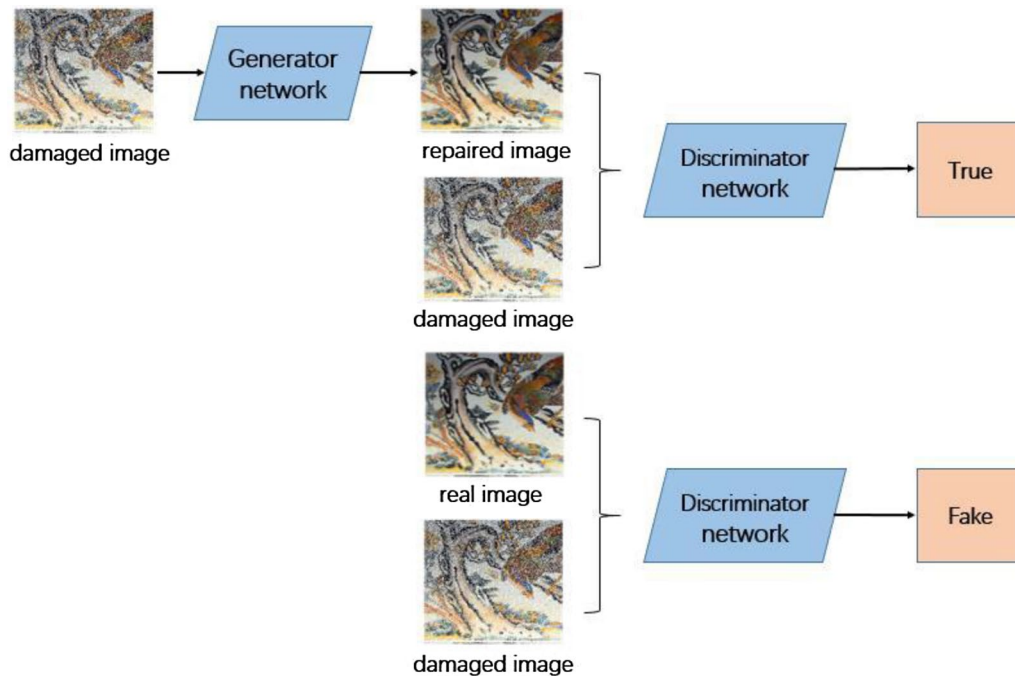 Generator
network
damaged image
repaired image
Discriminator
network
True
damaged image
real image
Discriminator
network
Fake
damaged image